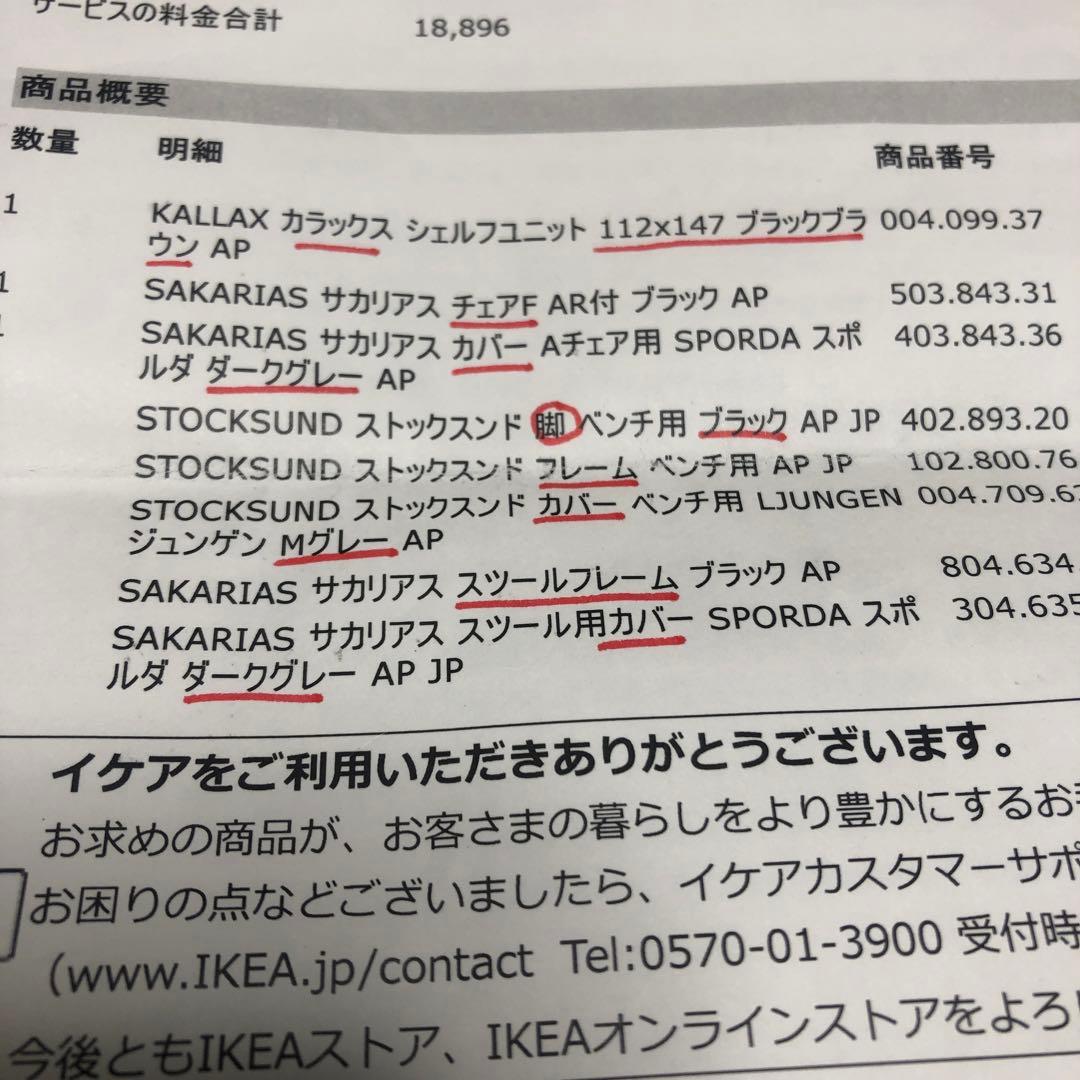 サービスの料金合計 18,896
商品概要
数量 明細 商品番号
1 KALLAX カラックス シェルフユニット 112x147 ブラックブラ 004.099.37
ウン AP
1 SAKARIAS サカリアス チェアF AR付 ブラック AP 503.843.31
1 SAKARIAS サカリアス カバー Aチェア用 SPORDA スポ 403.843.36
ルダ ダークグレー AP
STOCKSUND ストックスンド 脚 ベンチ用 ブラック AP JP 402.893.20
STOCKSUND ストックスンド フレーム ベンチ用 AP JP 102.800.76
STOCKSUND ストックスンド カバー ベンチ用 LJUNGEN 004.709.6
ジュンゲン Mグレー AP
SAKARIAS サカリアス スツールフレーム ブラック AP 804.634.
SAKARIAS サカリアス スツール用カバー SPORDA スポ 304.635
ルダ ダークグレー AP JP
イケアをご利用いただきありがとうございます。
お求めの商品が、お客さまの暮らしをより豊かにするお
お困りの点などございましたら、イケアカスタマーサポ
(www.IKEA.jp/contact Tel:0570-01-3900 受付時
今後ともIKEAストア、IKEAオンラインストアをよろ